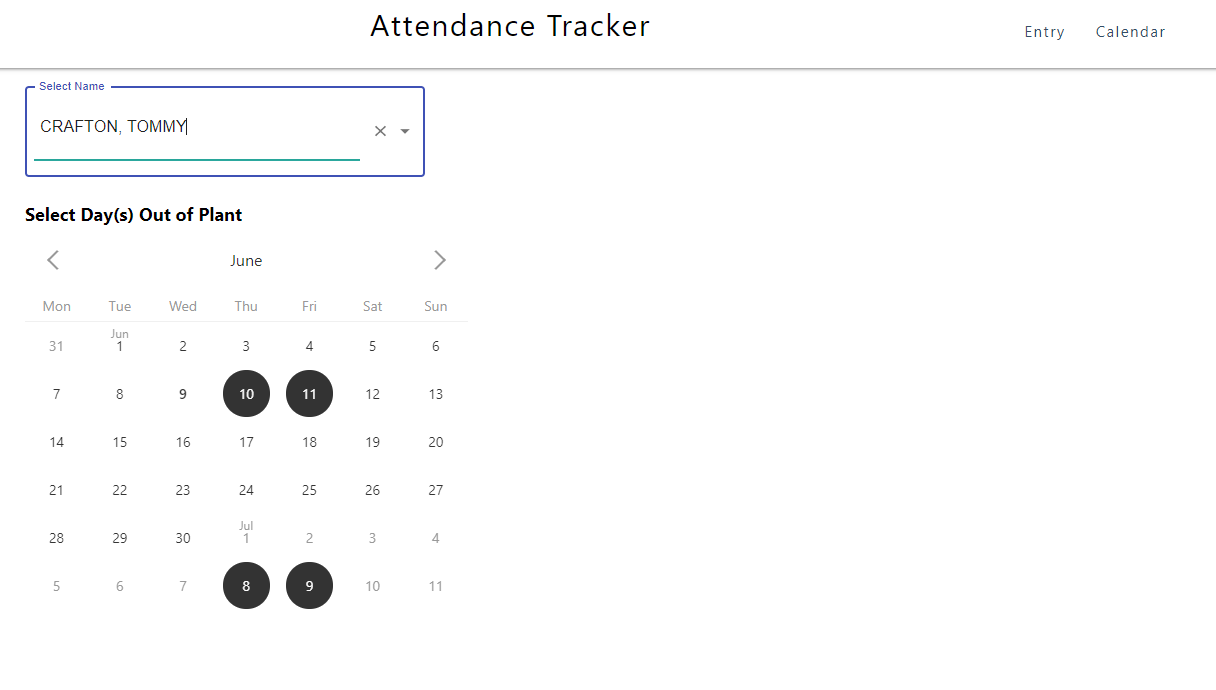 Attendance Tracker
Entry Calendar
Select Name
CRAFTON, TOMMY
Select Day(s) Out of Plant
June
Mon Tue Wed Thu Fri Sat Sun
Jun
31 1 2 3 4 5 6
7 8 9 10 11 12 13
14 15 16 17 18 19 20
21 22 23 24 25 26 27
Jul
28 29 30 1 2 3 4
5 6 7 8 9 10 11